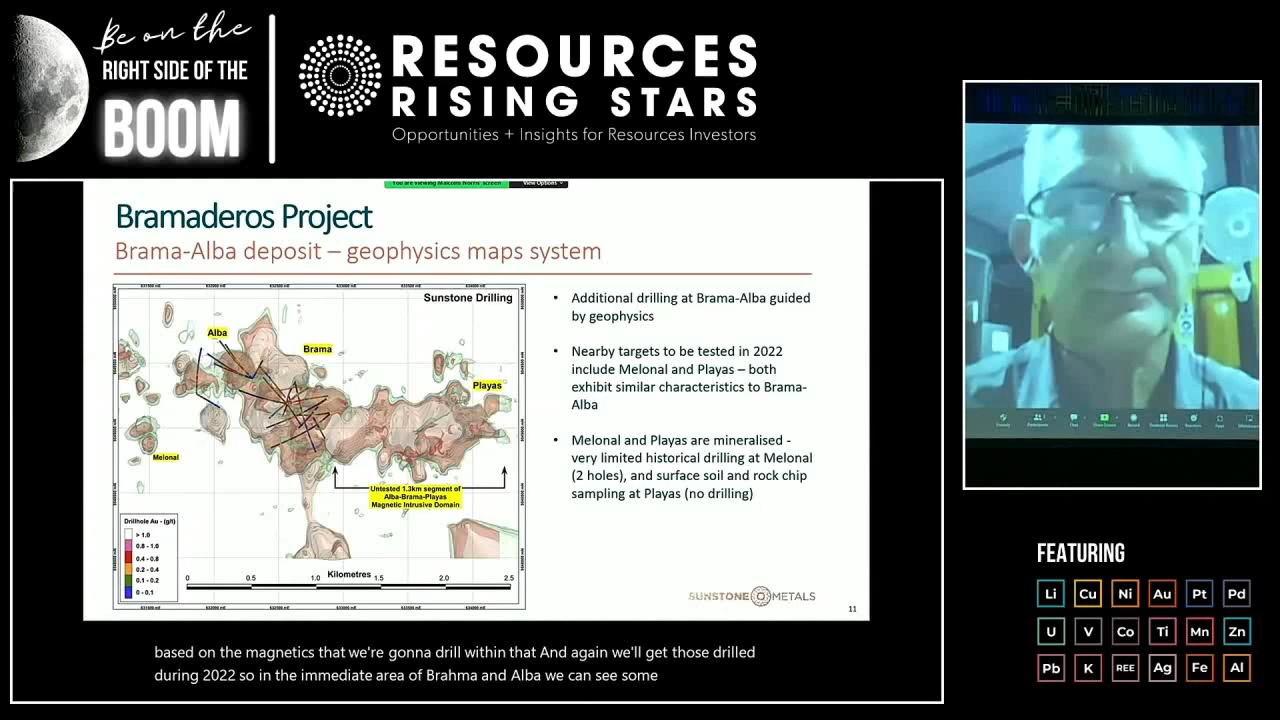 Be on the
RIGHT SIDE OF THE
BOOM
RESOURCES
RISING STARS
Opportunities + Insights for Resources Investors
You are viewing Malcolm Norris' screen
View Options
Bramaderos Project
Brama-Alba deposit – geophysics maps system
Sunstone Drilling
Alba
Brama
Playas
Melonal
Untested 1.3km segment of
Alba-Brama-Playas
Magnetic Intrusive Domain
Drillhole Au - (g/t)
> 1.0
0.8 - 1.0
0.4 - 0.8
0.2 - 0.4
0.1 - 0.2
0 - 0.1
Kilometres
0 0.5 1.0 1.5 2.0 2.5
• Additional drilling at Brama-Alba guided
by geophysics
• Nearby targets to be tested in 2022
include Melonal and Playas – both
exhibit similar characteristics to Brama-
Alba
• Melonal and Playas are mineralised -
very limited historical drilling at Melonal
(2 holes), and surface soil and rock chip
sampling at Playas (no drilling)
SUNSTONE METALS
11
based on the magnetics that we're gonna drill within that And again we'll get those drilled
during 2022 so in the immediate area of Brahma and Alba we can see some
FEATURING
Li Cu Ni Au Pt Pd
U V Co Ti Mn Zn
Pb K REE Ag Fe Al